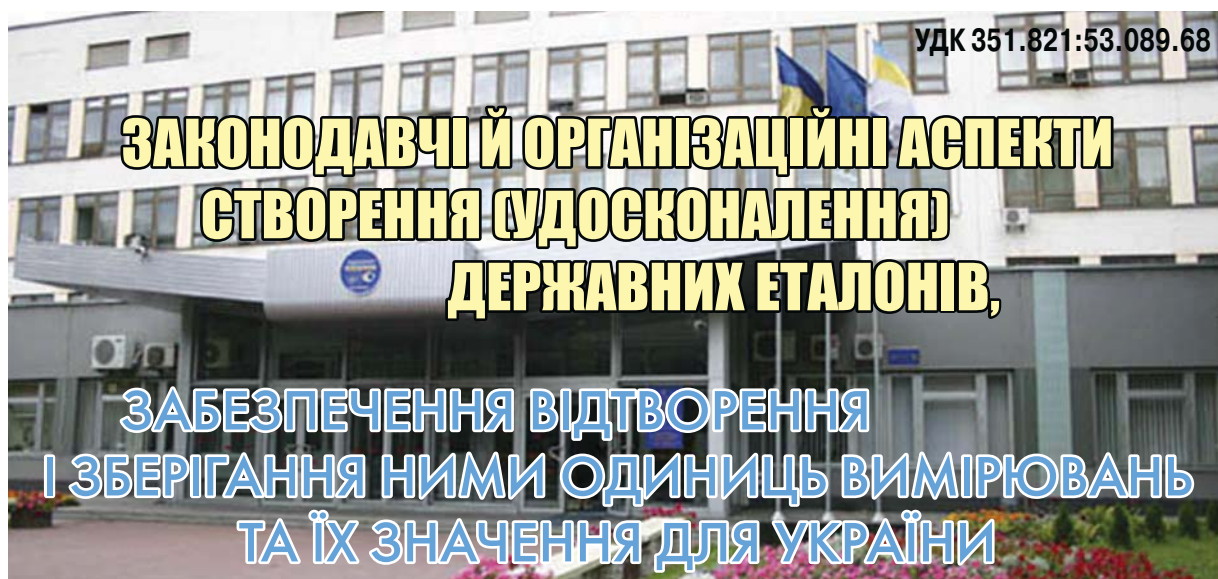 УДК 351.821:53.089.68
ЗАКОНОДАВЧІ Й ОРГАНІЗАЦІЙНІ АСПЕКТИ
СТВОРЕННЯ (УДОСКОНАЛЕННЯ)
ДЕРЖАВНИХ ЕТАЛОНІВ,
ЗАБЕЗПЕЧЕННЯ ВІДТВОРЕННЯ
І ЗБЕРІГАННЯ НИМИ ОДИНИЦЬ ВИМІРЮВАНЬ
ТА ЇХ ЗНАЧЕННЯ ДЛЯ УКРАЇНИ